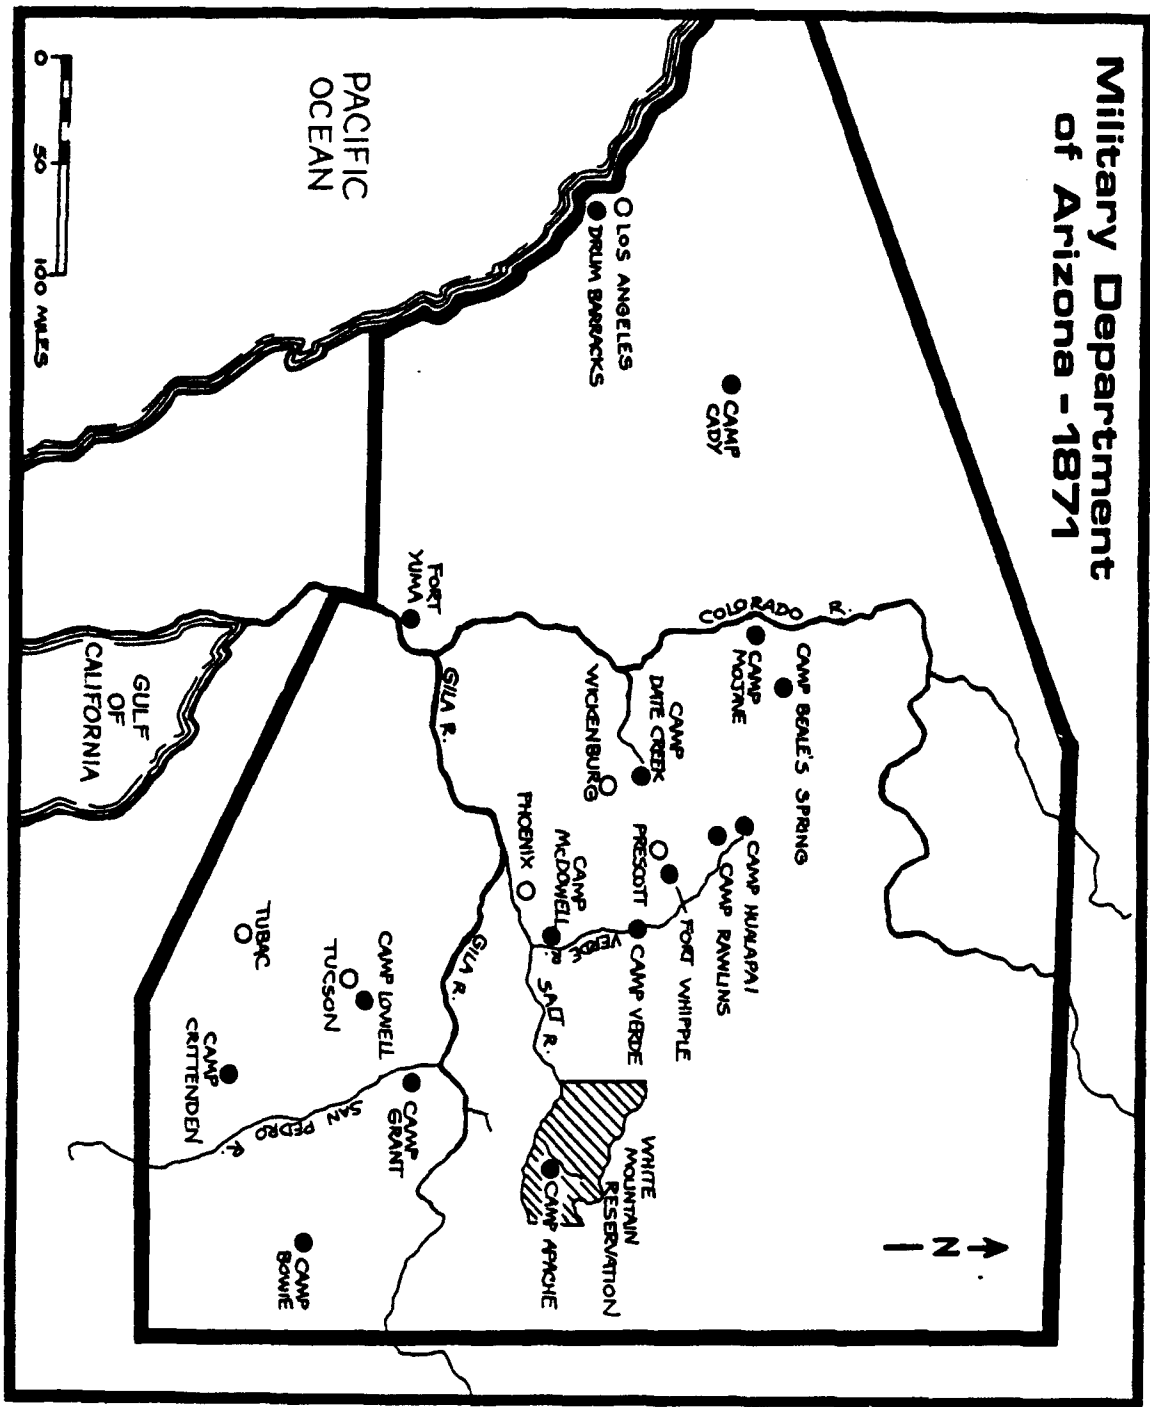 Military Department
of Arizona - 1871
PACIFIC
OCEAN
0 50 100 MILES
LOS ANGELES
DRUM BARRACKS
CAMP
CADY
FORT
YUMA
COLORADO R.
CAMP
MOJAVE
CAMP BEALE'S SPRING
CAMP
DATE CREEK
WICKENBURG
CAMP HUALAPAI
CAMP RAWLINS
PRESCOTT
FORT WHIPPLE
CAMP VERDE
VERDE R.
CAMP
McDOWELL
PHOENIX
SALT R.
GILA R.
GILA R.
WHITE
MOUNTAIN
RESERVATION
CAMP APACHE
CAMP LOWELL
TUCSON
TUBAC
CAMP
CRITTENDEN
CAMP
GRANT
SAN PEDRO R.
CAMP
BOWIE
GULF
OF
CALIFORNIA
N